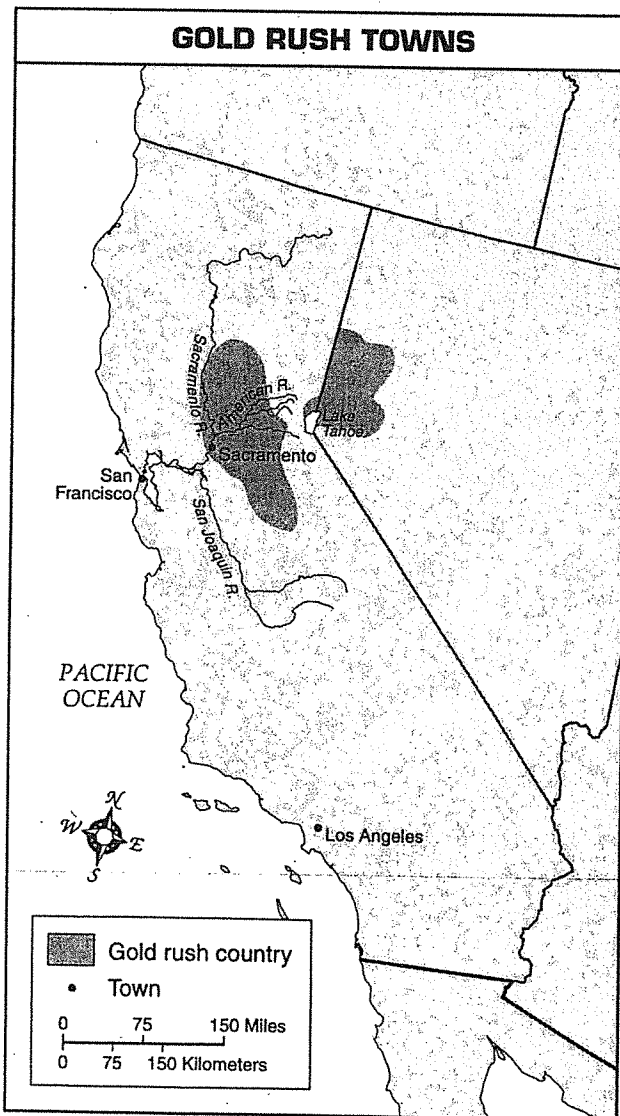 GOLD RUSH TOWNS
Sacramento R.
American R.
Lake
Tahoe
Sacramento
San
Francisco
San Joaquin R.
PACIFIC
OCEAN
N
W
E
S
Los Angeles
Gold rush country
Town
0 75 150 Miles
0 75 150 Kilometers